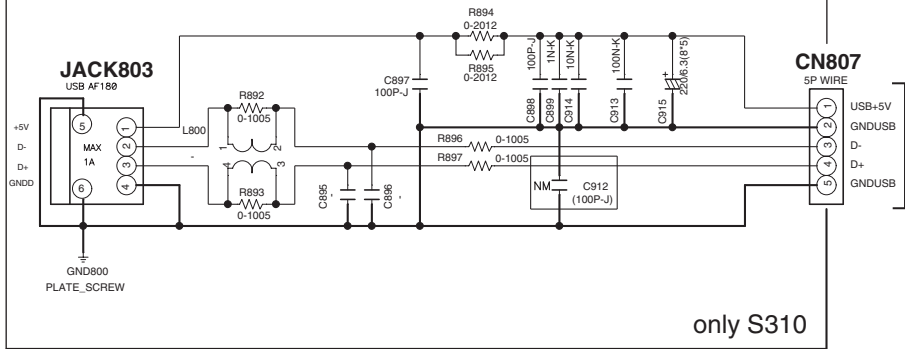 R894
0-2012
R895
0-2012
C897
100P-J
100P-J
C898
1N-K
C899
10N-K
C914
100N-K
C913
+
220/6.3(8*5)
C915
CN807
5P WIRE
1
USB+5V
2
GNDUSB
3
D-
4
D+
5
GNDUSB
JACK803
USB AF180
+5V
D-
D+
GNDD
5
6
MAX
1A
1
2
3
4
R892
0-1005
L800
-
1
2
4
3
R893
0-1005
C895
-
C896
-
R896
0-1005
R897
0-1005
NM
C912
(100P-J)
GND800
PLATE_SCREW
only S310